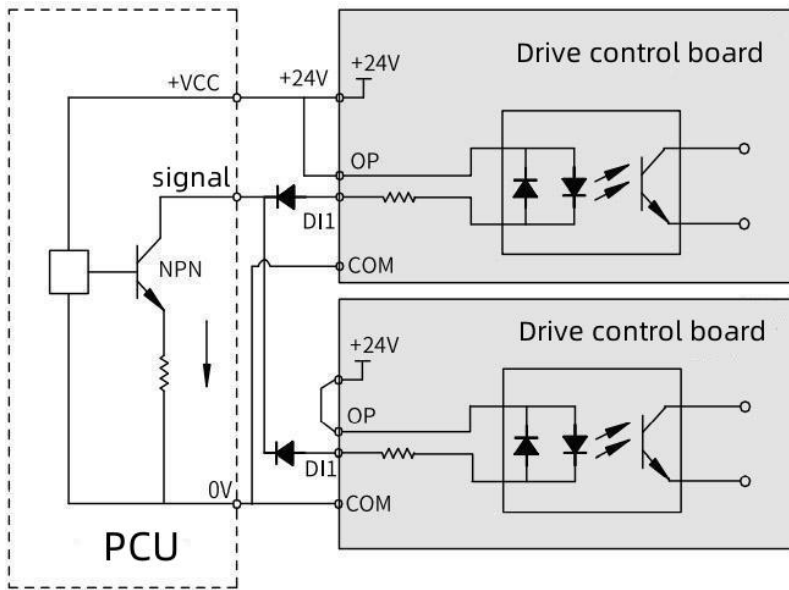 Drive control board
+24V
+VCC
+24V
OP
signal
DI1
NPN
COM
Drive control board
+24V
OP
DI1
0V
COM
PCU